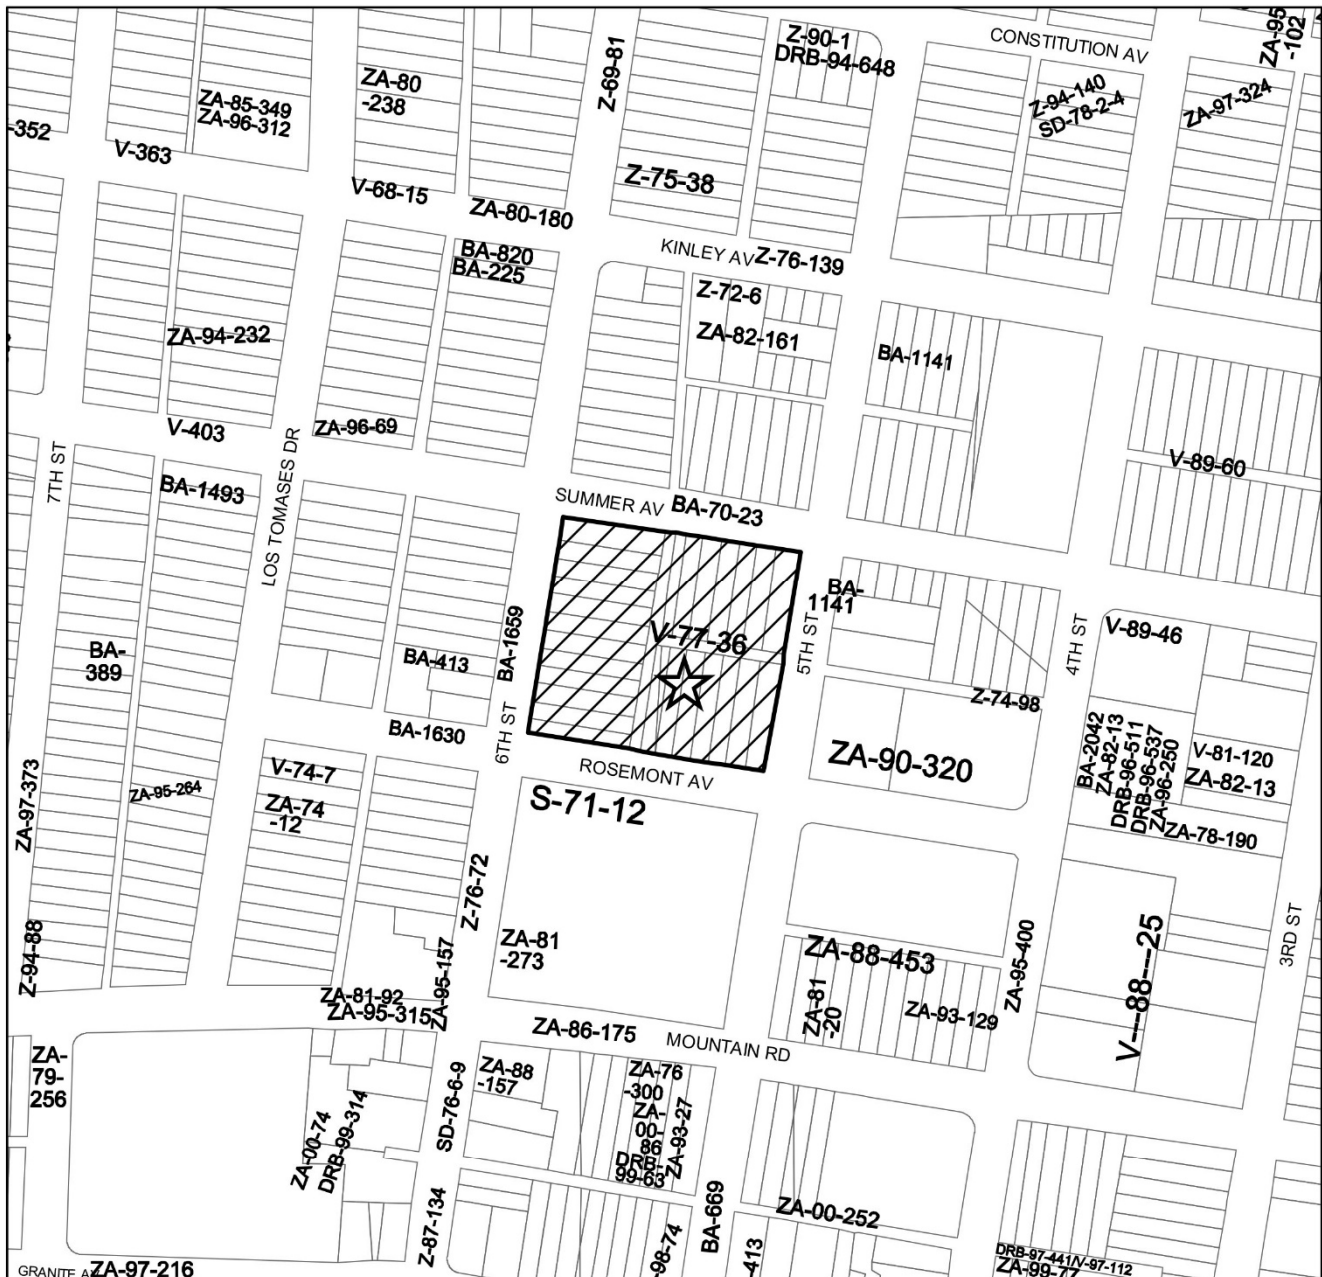 CONSTITUTION AV
ZA-95
-102
Z-90-1
DRB-94-648
Z-69-81
ZA-80
-238
ZA-85-349
ZA-96-312
Z-94-140
SD-78-2-4
ZA-97-324
-352
V-363
V-68-15
Z-75-38
ZA-80-180
KINLEY AV
Z-76-139
BA-820
BA-225
Z-72-6
ZA-82-161
ZA-94-232
BA-1141
V-403
ZA-96-69
V-89-60
7TH ST
BA-1493
LOS TOMASES DR
SUMMER AV
BA-70-23
BA-
1141
V-89-46
V-77-36
5TH ST
4TH ST
BA-
389
BA-413
BA-1659
Z-74-98
6TH ST
BA-1630
ROSEMONT AV
ZA-90-320
BA-2042
ZA-82-13
DRB-96-511
DRB-96-537
ZA-96-250
V-81-120
ZA-82-13
V-74-7
ZA-97-373
ZA-95-264
ZA-74
-12
S-71-12
ZA-78-190
Z-76-72
Z-94-88
ZA-81
-273
ZA-88-453
ZA-95-400
V---88---25
3RD ST
ZA-95-157
ZA-81-92
ZA-95-315
ZA-81
-20
ZA-93-129
ZA-86-175
MOUNTAIN RD
ZA-
79-
256
ZA-88
-157
ZA-76
-300
ZA-
00-
86
DRB-
99-63
ZA-93-27
SD-76-6-9
ZA-00-74
DRB-99-314
Z-87-134
BA-669
ZA-00-252
-98-74
-413
DRB-97-441/V-97-112
ZA-99-77
GRANITE AV
ZA-97-216